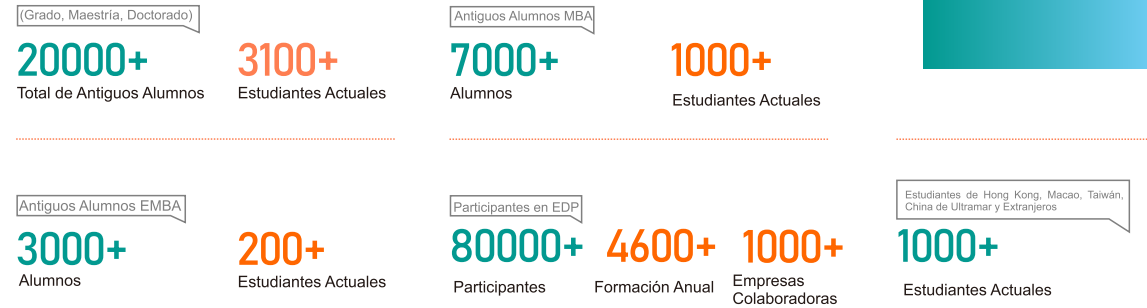 (Grado, Maestría, Doctorado)
20000+
Total de Antiguos Alumnos
3100+
Estudiantes Actuales
Antiguos Alumnos MBA
7000+
Alumnos
1000+
Estudiantes Actuales
Antiguos Alumnos EMBA
3000+
Alumnos
200+
Estudiantes Actuales
Participantes en EDP
80000+
Participantes
4600+
Formación Anual
1000+
Empresas
Colaboradoras
Estudiantes de Hong Kong, Macao, Taiwán,
China de Ultramar y Extranjeros
1000+
Estudiantes Actuales